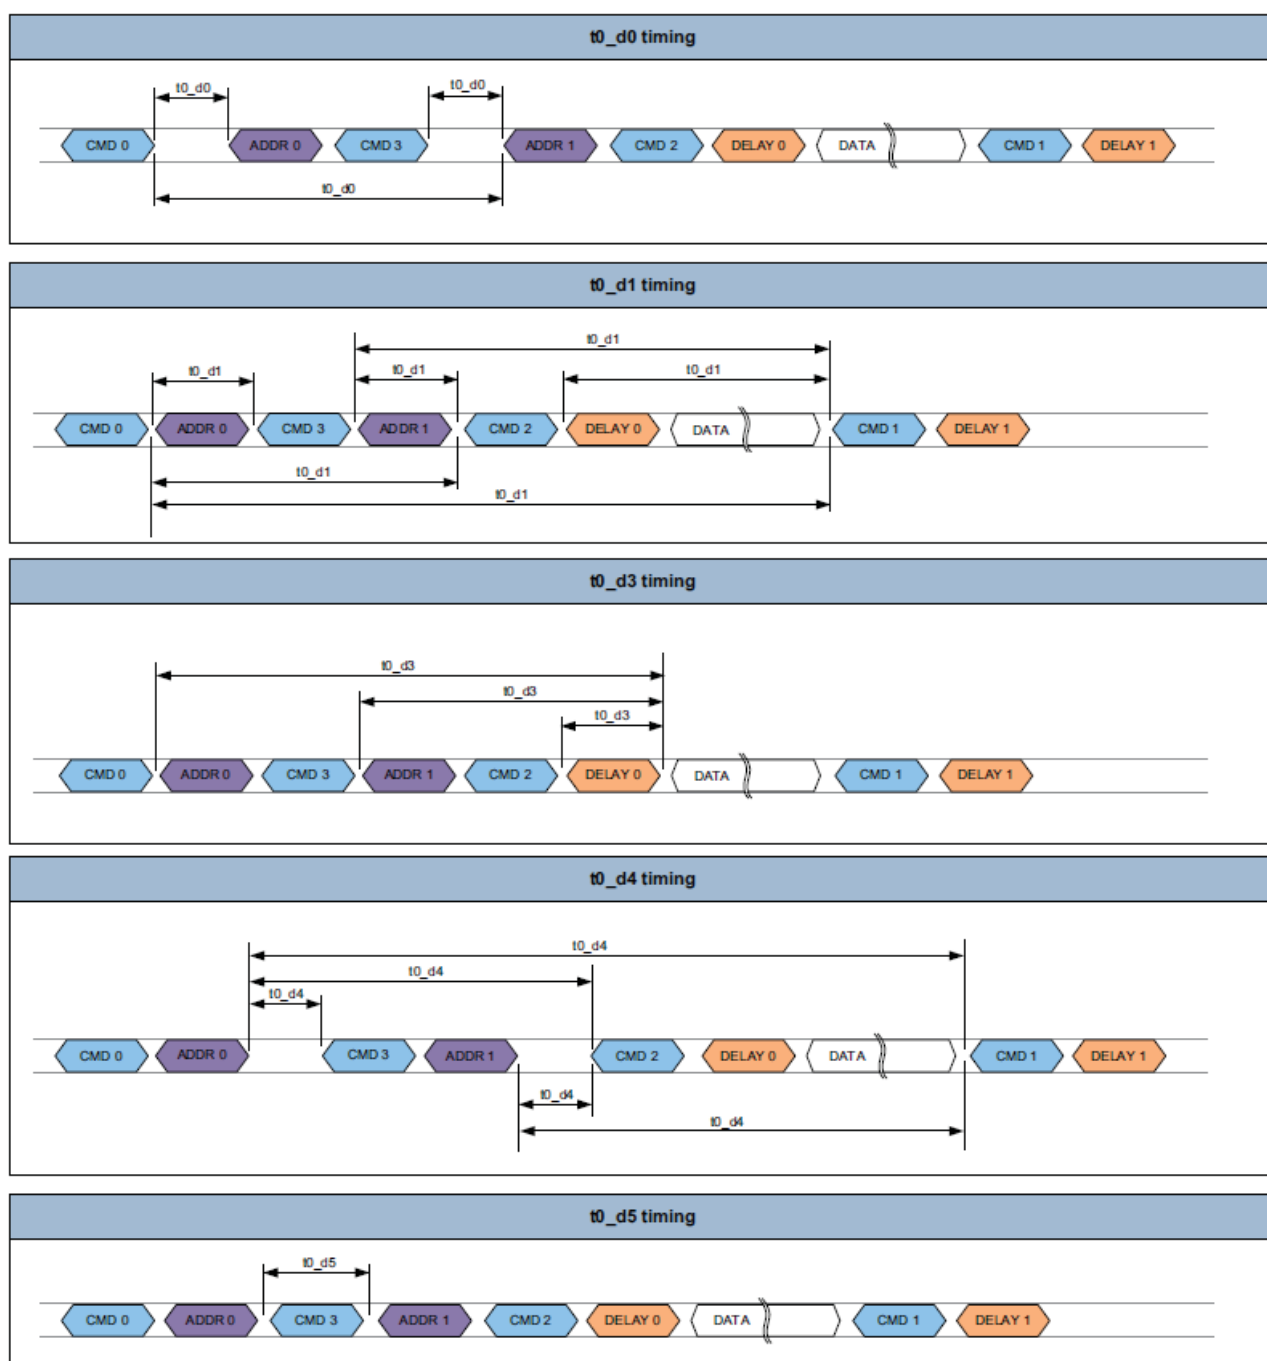 t0_d0 timing
t0_d0 t0_d0
CMD 0 ADDR 0 CMD 3 ADDR 1 CMD 2 DELAY 0 DATA CMD 1 DELAY 1
t0_d0
t0_d1 timing
t0_d1
t0_d1 t0_d1 t0_d1
CMD 0 ADDR 0 CMD 3 ADDR 1 CMD 2 DELAY 0 DATA CMD 1 DELAY 1
t0_d1
t0_d1
t0_d3 timing
t0_d3
t0_d3
t0_d3
CMD 0 ADDR 0 CMD 3 ADDR 1 CMD 2 DELAY 0 DATA CMD 1 DELAY 1
t0_d4 timing
t0_d4
t0_d4
t0_d4
CMD 0 ADDR 0 CMD 3 ADDR 1 CMD 2 DELAY 0 DATA CMD 1 DELAY 1
t0_d4
t0_d4
t0_d5 timing
t0_d5
CMD 0 ADDR 0 CMD 3 ADDR 1 CMD 2 DELAY 0 DATA CMD 1 DELAY 1